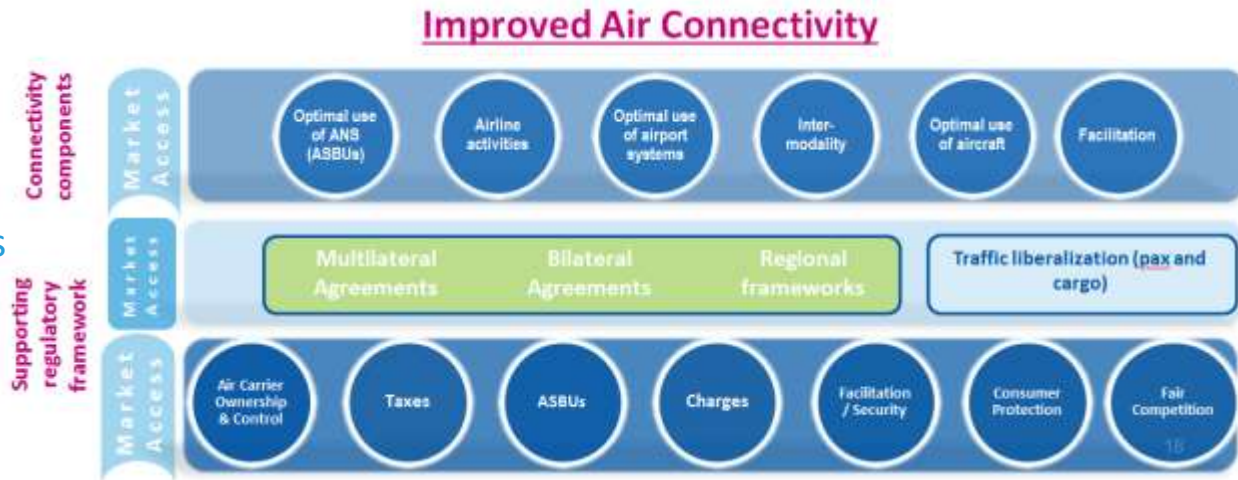 Improved Air Connectivity
Connectivity
components
Market
Access
Optimal use
of ANS
(ASBUs)
Airline
activities
Optimal use
of airport
systems
Inter-
modality
Optimal use
of aircraft
Facilitation
s
Supporting
regulatory
framework
Market
Access
Multilateral
Agreements
Bilateral
Agreements
Regional
frameworks
Traffic liberalization (pax and
cargo)
Market
Access
Air Carrier
Ownership
& Control
Taxes
ASBUs
Charges
Facilitation
/ Security
Consumer
Protection
Fair
Competition
16